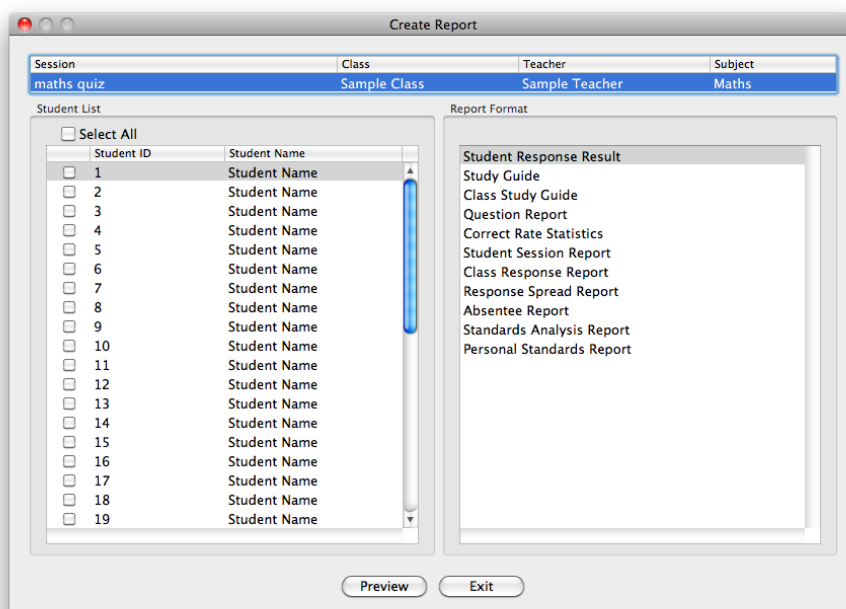 Create Report
Session Class Teacher Subject
maths quiz Sample Class Sample Teacher Maths
Student List
Select All
Student ID Student Name
1 Student Name
2 Student Name
3 Student Name
4 Student Name
5 Student Name
6 Student Name
7 Student Name
8 Student Name
9 Student Name
10 Student Name
11 Student Name
12 Student Name
13 Student Name
14 Student Name
15 Student Name
16 Student Name
17 Student Name
18 Student Name
19 Student Name
Report Format
Student Response Result
Study Guide
Class Study Guide
Question Report
Correct Rate Statistics
Student Session Report
Class Response Report
Response Spread Report
Absentee Report
Standards Analysis Report
Personal Standards Report
Preview Exit